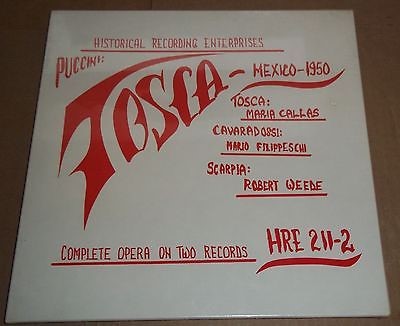 HISTORICAL RECORDING ENTERPRISES
PUCCINI:
TOSCA-
MEXICO-1950
TOSCA:
MARIA CALLAS
CAVARADOSSI:
MARIO FILIPPESCHI
SCARPIA:
ROBERT WEEDE
COMPLETE OPERA ON TWO RECORDS
HRE 211-2